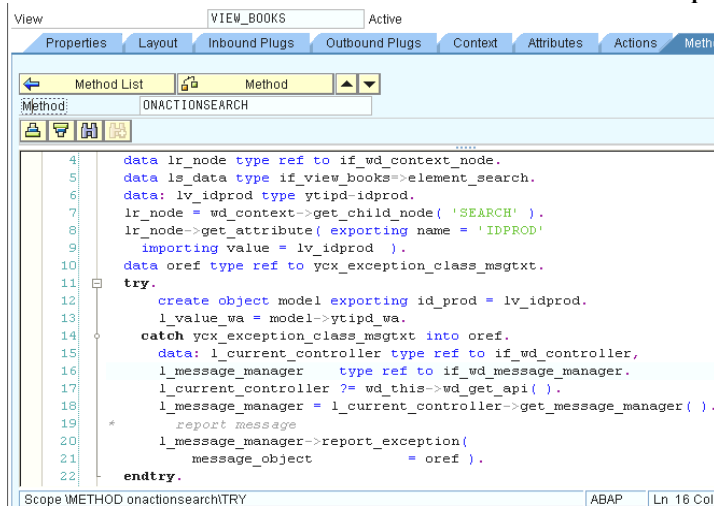 View VIEW_BOOKS Active
Properties Layout Inbound Plugs Outbound Plugs Context Attributes Actions Meth
Method List Method
Method ONACTIONSEARCH
4 data lr_node type ref to if_wd_context_node.
5 data ls_data type if_view_books=>element_search.
6 data: lv_idprod type ytipd-idprod.
7 lr_node = wd_context->get_child_node( 'SEARCH' ).
8 lr_node->get_attribute( exporting name = 'IDPROD'
9 importing value = lv_idprod ).
10 data oref type ref to ycx_exception_class_msgtxt.
11 try.
12 create object model exporting id_prod = lv_idprod.
13 l_value_wa = model->ytipd_wa.
14 catch ycx_exception_class_msgtxt into oref.
15 data: l_current_controller type ref to if_wd_controller,
16 l_message_manager type ref to if_wd_message_manager.
17 l_current_controller ?= wd_this->wd_get_api( ).
18 l_message_manager = l_current_controller->get_message_manager( ).
19 * report message
20 l_message_manager->report_exception(
21 message_object = oref ).
22 endtry.
Scope \METHOD onactionsearch\TRY ABAP Ln 16 Col